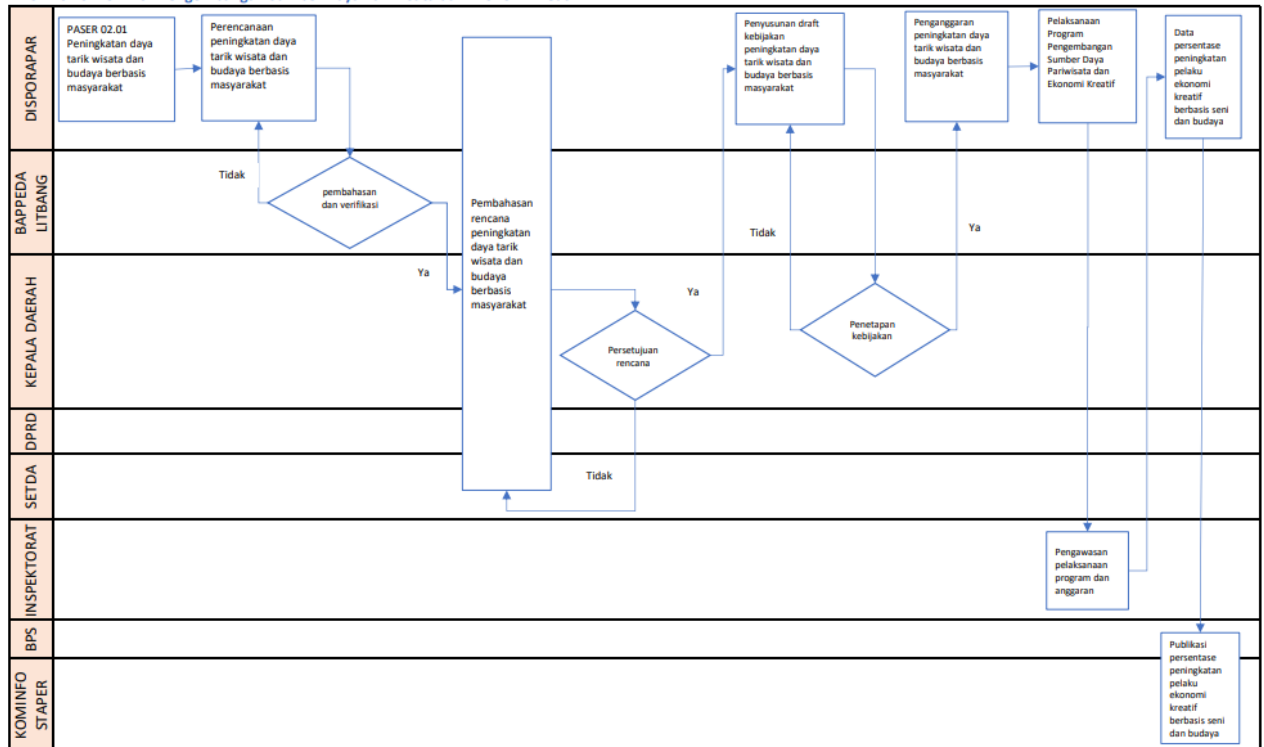 DISPORAPAR
PASER 02.01
Peningkatan daya
tarik wisata dan
budaya berbasis
masyarakat
Perencanaan
peningkatan daya
tarik wisata dan
budaya berbasis
masyarakat
Penyusunan draft
kebijakan
peningkatan daya
tarik wisata dan
budaya berbasis
masyarakat
Penganggaran
peningkatan daya
tarik wisata dan
budaya berbasis
masyarakat
Pelaksanaan
Program
Pengembangan
Sumber Daya
Pariwisata dan
Ekonomi Kreatif
Data
persentase
peningkatan
pelaku
ekonomi
kreatif
berbasis seni
dan budaya
BAPPEDA
LITBANG
Tidak
pembahasan
dan verifikasi
Ya
Pembahasan
rencana
peningkatan
daya tarik
wisata dan
budaya
berbasis
masyarakat
Tidak
Ya
KEPALA DAERAH
Persetujuan
rencana
Ya
Penetapan
kebijakan
DPRD
SETDA
Tidak
INSPEKTORAT
Pengawasan
pelaksanaan
program dan
anggaran
BPS
KOMINFO
STAPER
Publikasi
persentase
peningkatan
pelaku
ekonomi
kreatif
berbasis seni
dan budaya